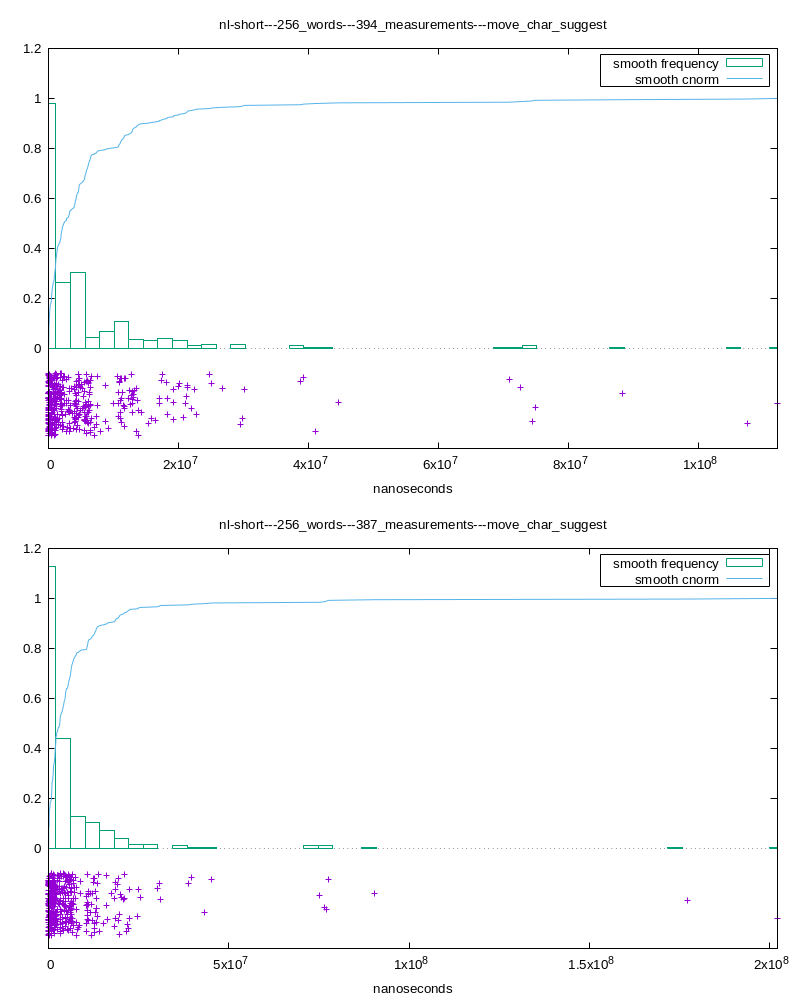 nl-short---256_words---394_measurements---move_char_suggest
1.2
smooth frequency
smooth cnorm
1
0.8
0.6
0.4
0.2
0
0 2x10^7 4x10^7 6x10^7 8x10^7 1x10^8
nanoseconds
nl-short---256_words---387_measurements---move_char_suggest
1.2
smooth frequency
smooth cnorm
1
0.8
0.6
0.4
0.2
0
0 5x10^7 1x10^8 1.5x10^8 2x10^8
nanoseconds